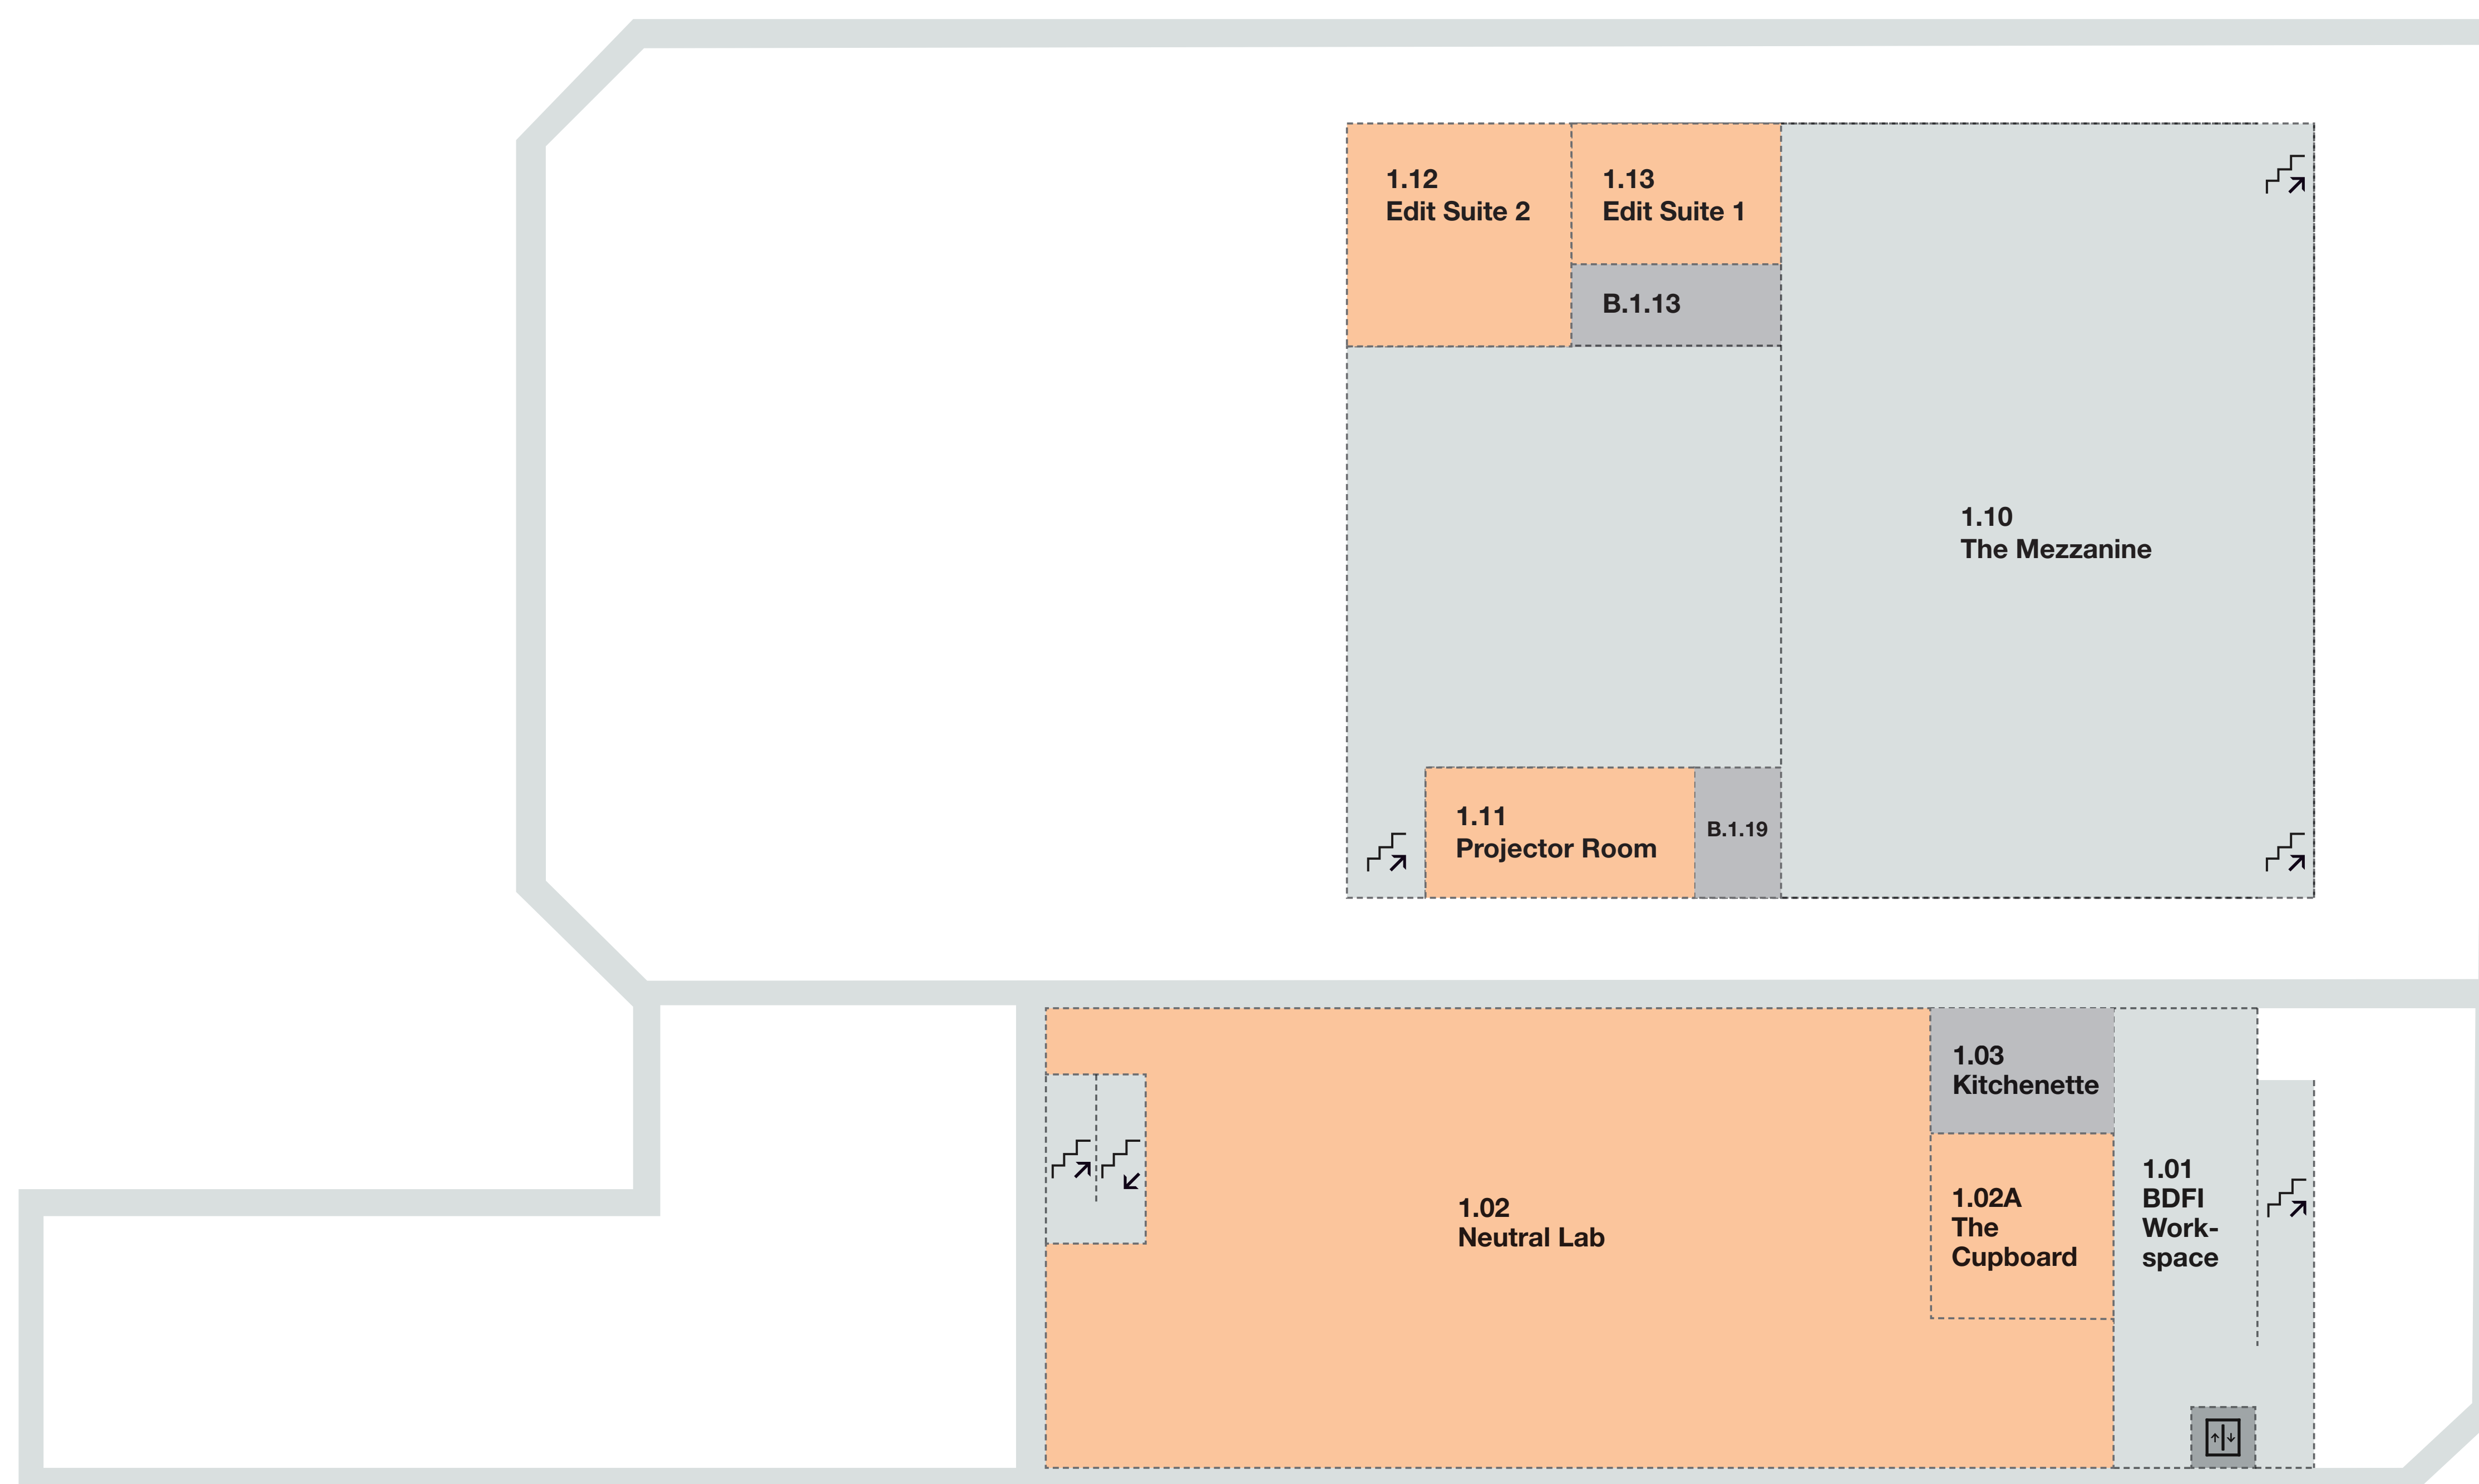 1.12
Edit Suite 2
1.13
Edit Suite 1
B.1.13
1.10
The Mezzanine
1.11
Projector Room
B.1.19
1.03
Kitchenette
1.02
Neutral Lab
1.02A
The
Cupboard
1.01
BDFI
Work-
space